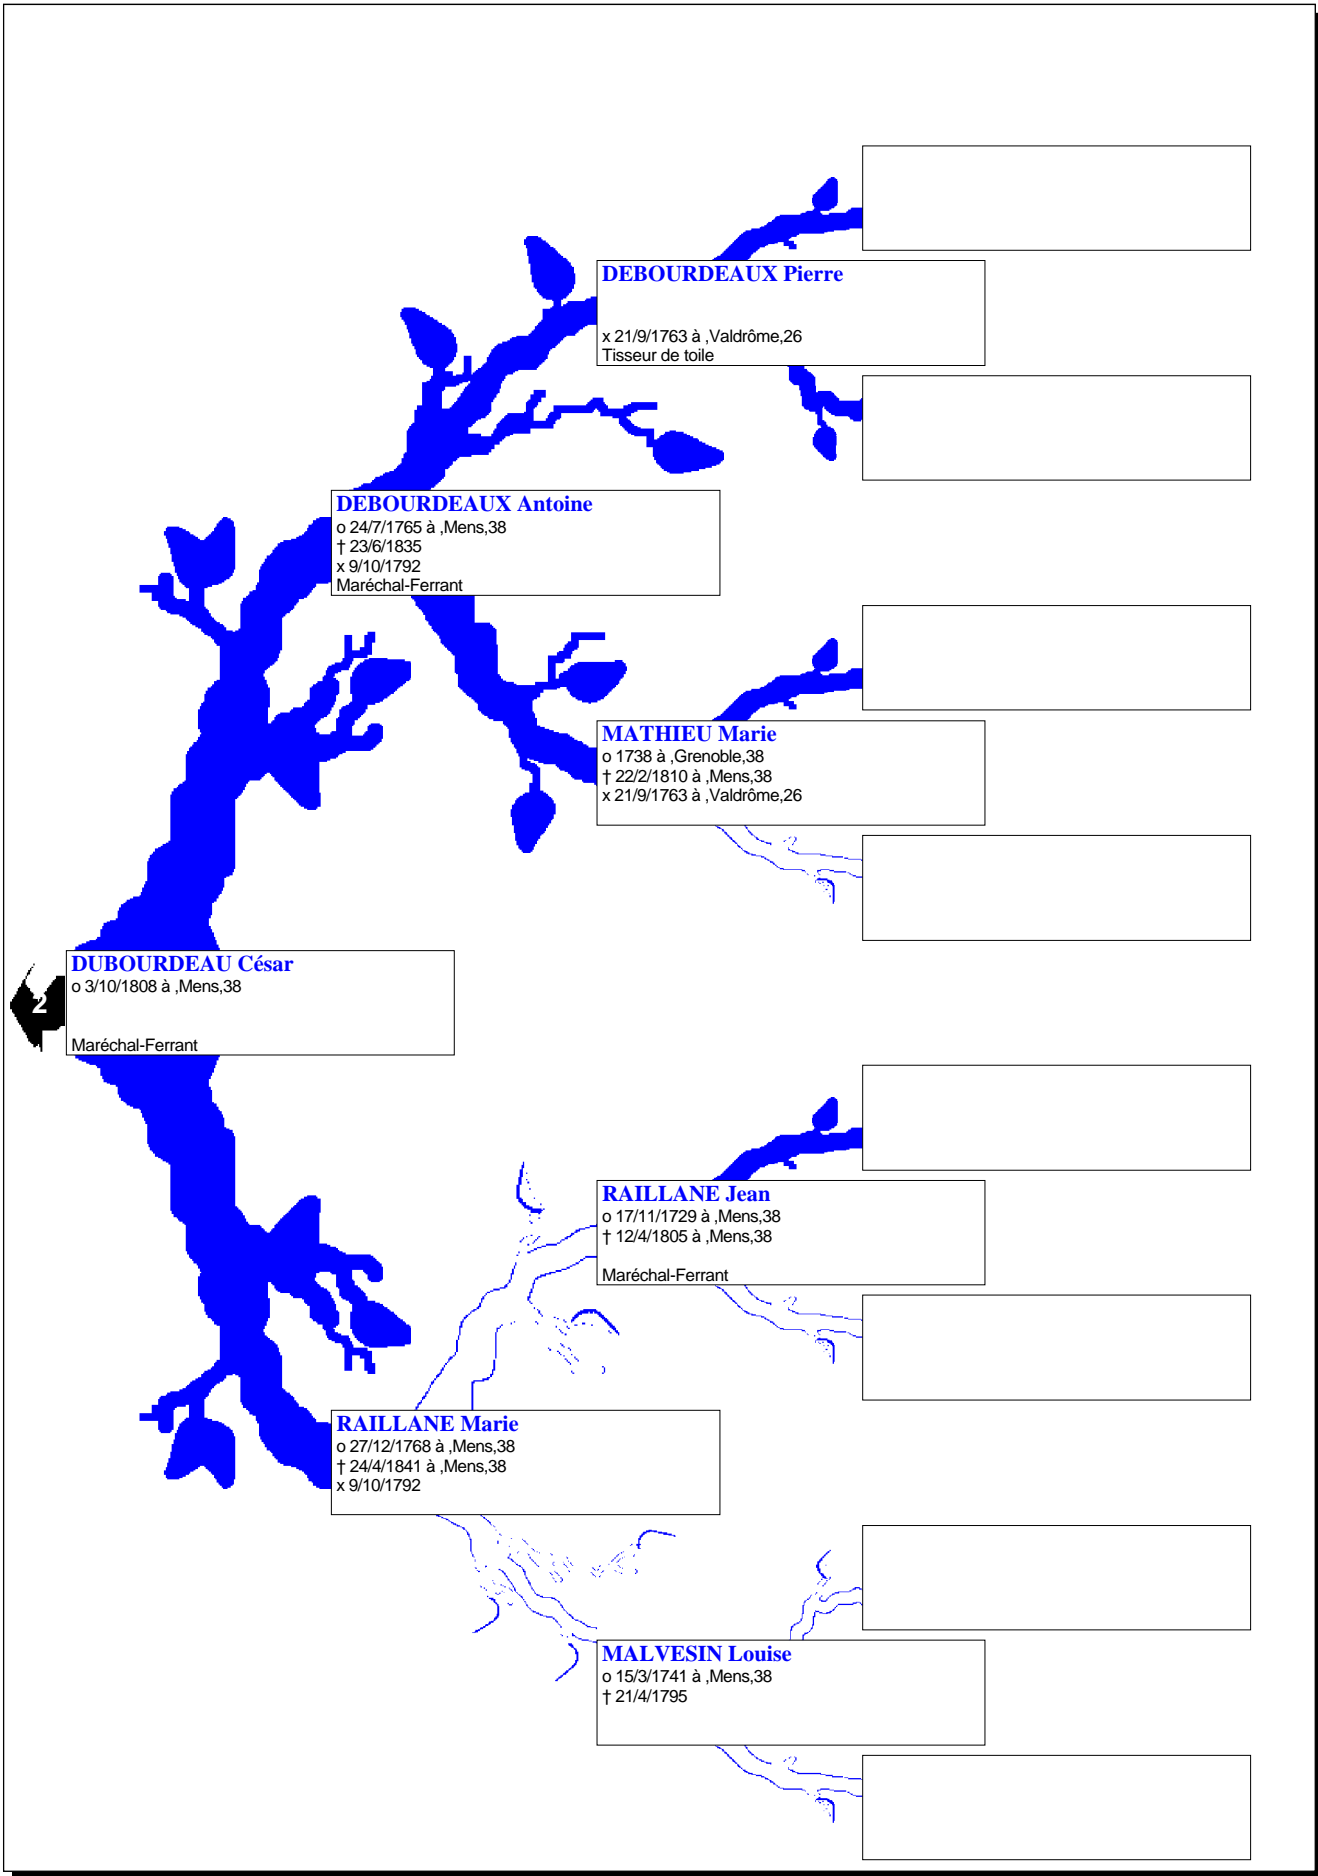 DEBOURDEAUX Pierre
x 21/9/1763 à ,Valdrôme,26
Tisseur de toile
DEBOURDEAUX Antoine
o 24/7/1765 à ,Mens,38
† 23/6/1835
x 9/10/1792
Maréchal-Ferrant
MATHIEU Marie
o 1738 à ,Grenoble,38
† 22/2/1810 à ,Mens,38
x 21/9/1763 à ,Valdrôme,26
2
DUBOURDEAU César
o 3/10/1808 à ,Mens,38
Maréchal-Ferrant
RAILLANE Jean
o 17/11/1729 à ,Mens,38
† 12/4/1805 à ,Mens,38
Maréchal-Ferrant
RAILLANE Marie
o 27/12/1768 à ,Mens,38
† 24/4/1841 à ,Mens,38
x 9/10/1792
MALVESIN Louise
o 15/3/1741 à ,Mens,38
† 21/4/1795